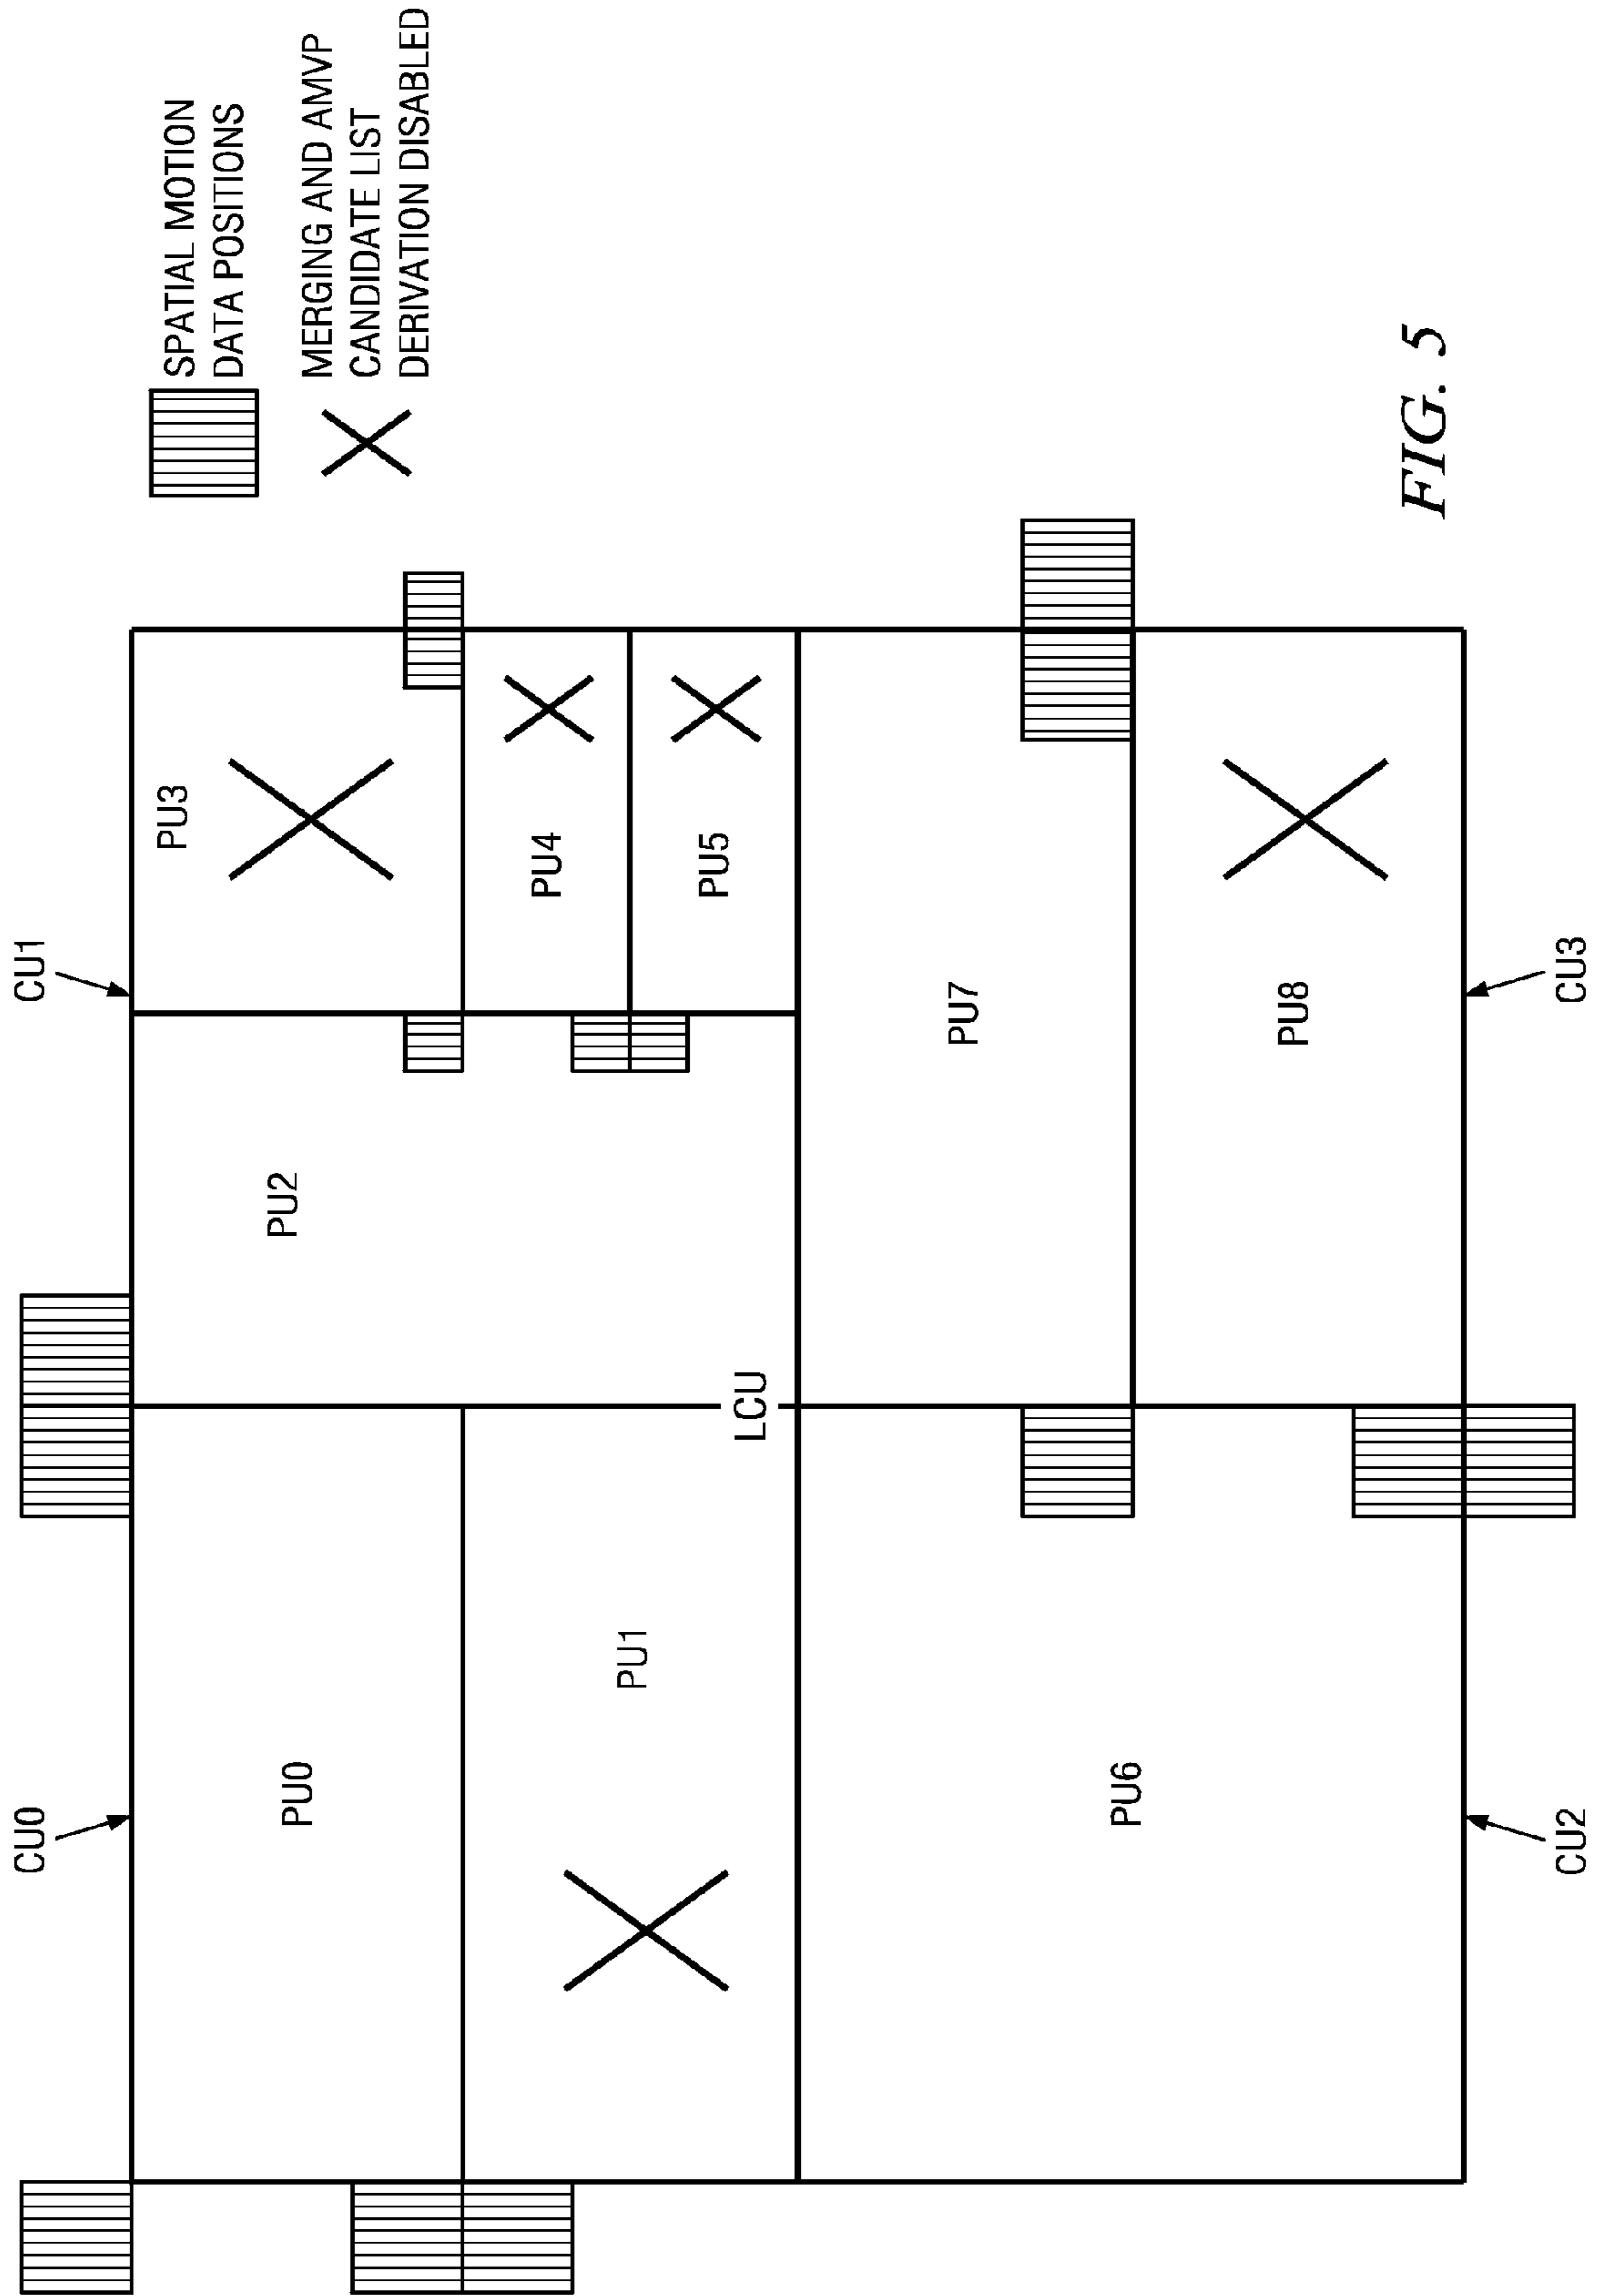 CU0
CU1
PU0
PU2
PU3
PU1
PU4
PU5
LCU
PU6
PU7
PU8
CU2
CU3
SPATIAL MOTION
DATA POSITIONS
MERGING AND AMVP
CANDIDATE LIST
DERIVATION DISABLED
FIG. 5